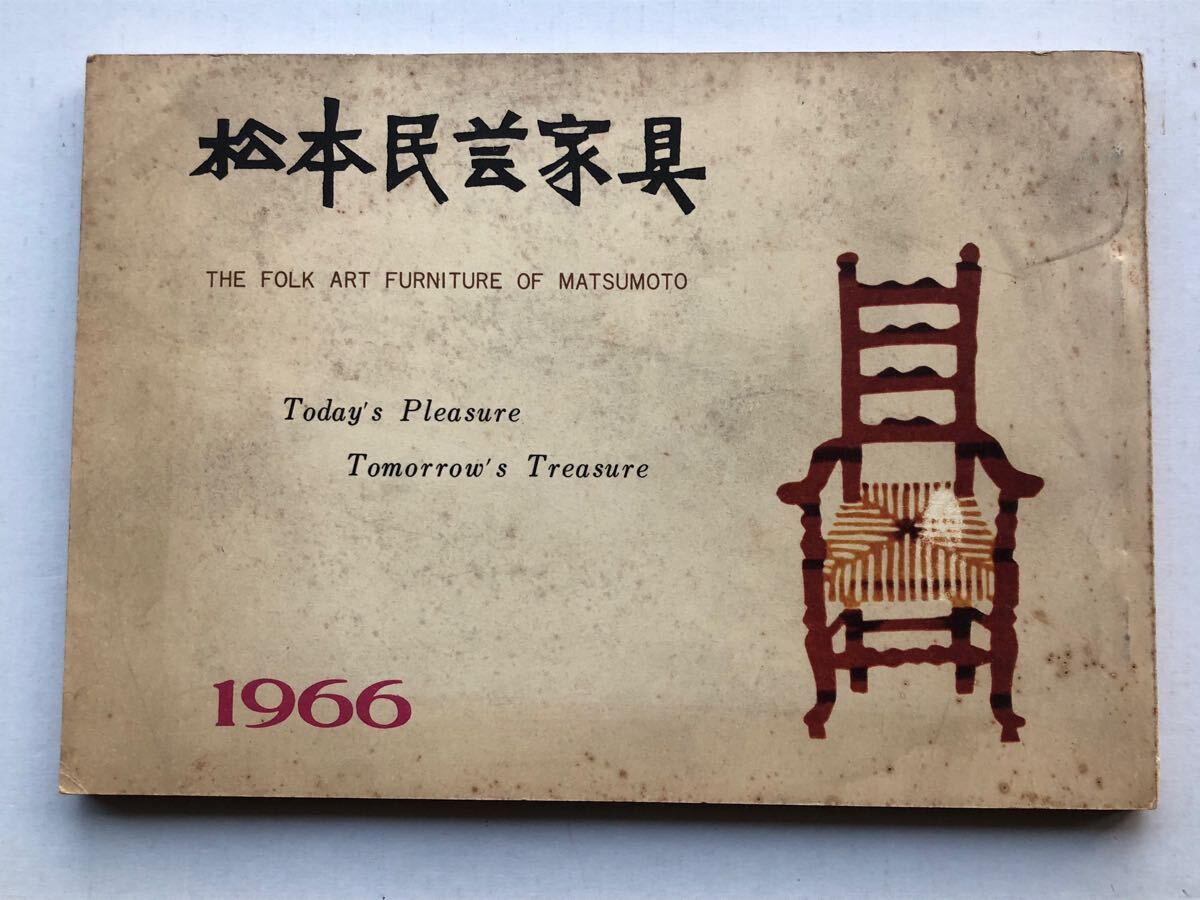 松本民芸家具
THE FOLK ART FURNITURE OF MATSUMOTO
Today's Pleasure
Tomorrow's Treasure
1966